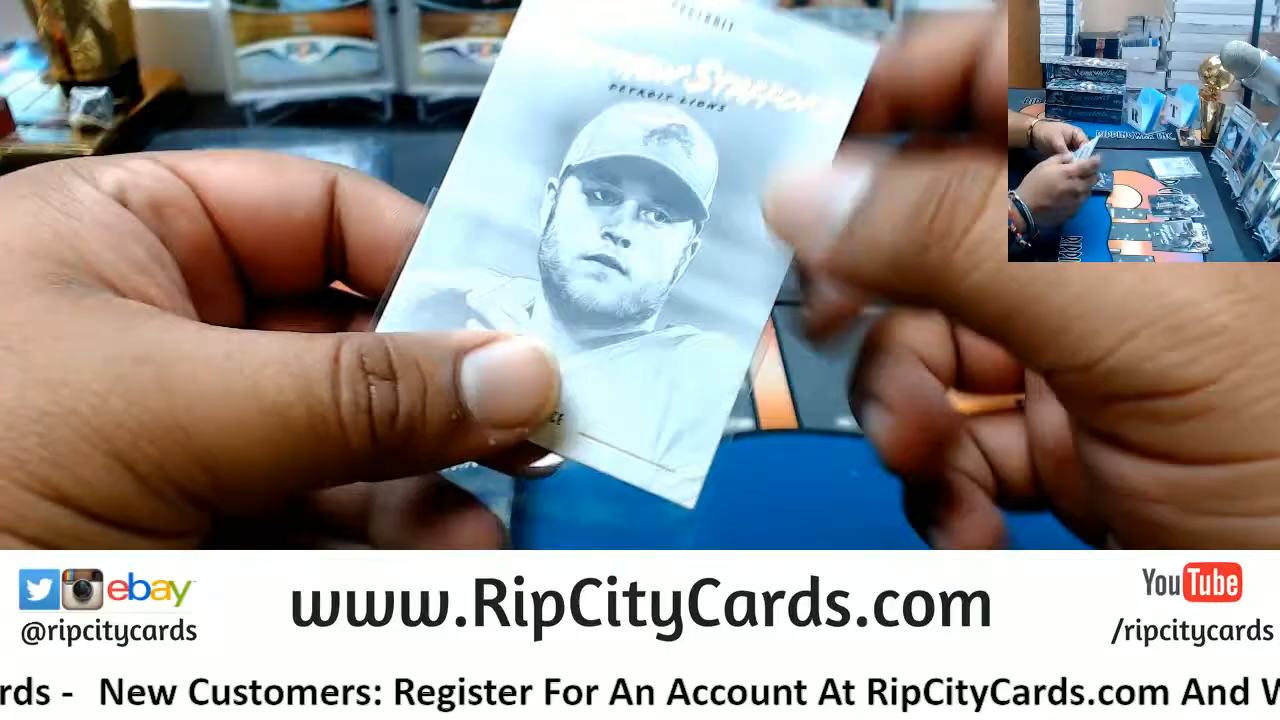 DETROIT LIONS
ebay
@ripcitycards
www.RipCityCards.com
YouTube
/ripcitycards
rds - New Customers: Register For An Account At RipCityCards.com And W